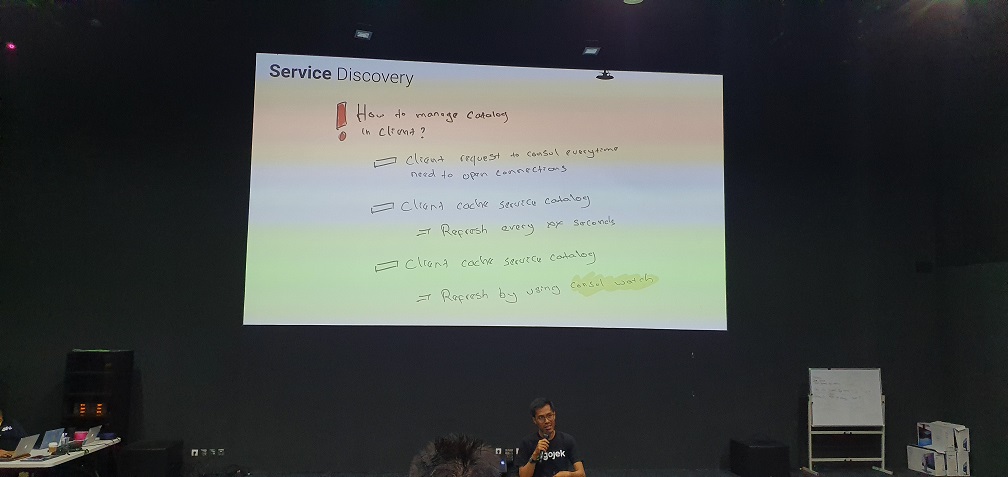 Service Discovery
How to manage catalog
in client?
Client request to consul everytime
need to open connections
Client cache service catalog
⇒ Refresh every xx seconds
Client cache service catalog
⇒ Refresh by using consul watch
gojek